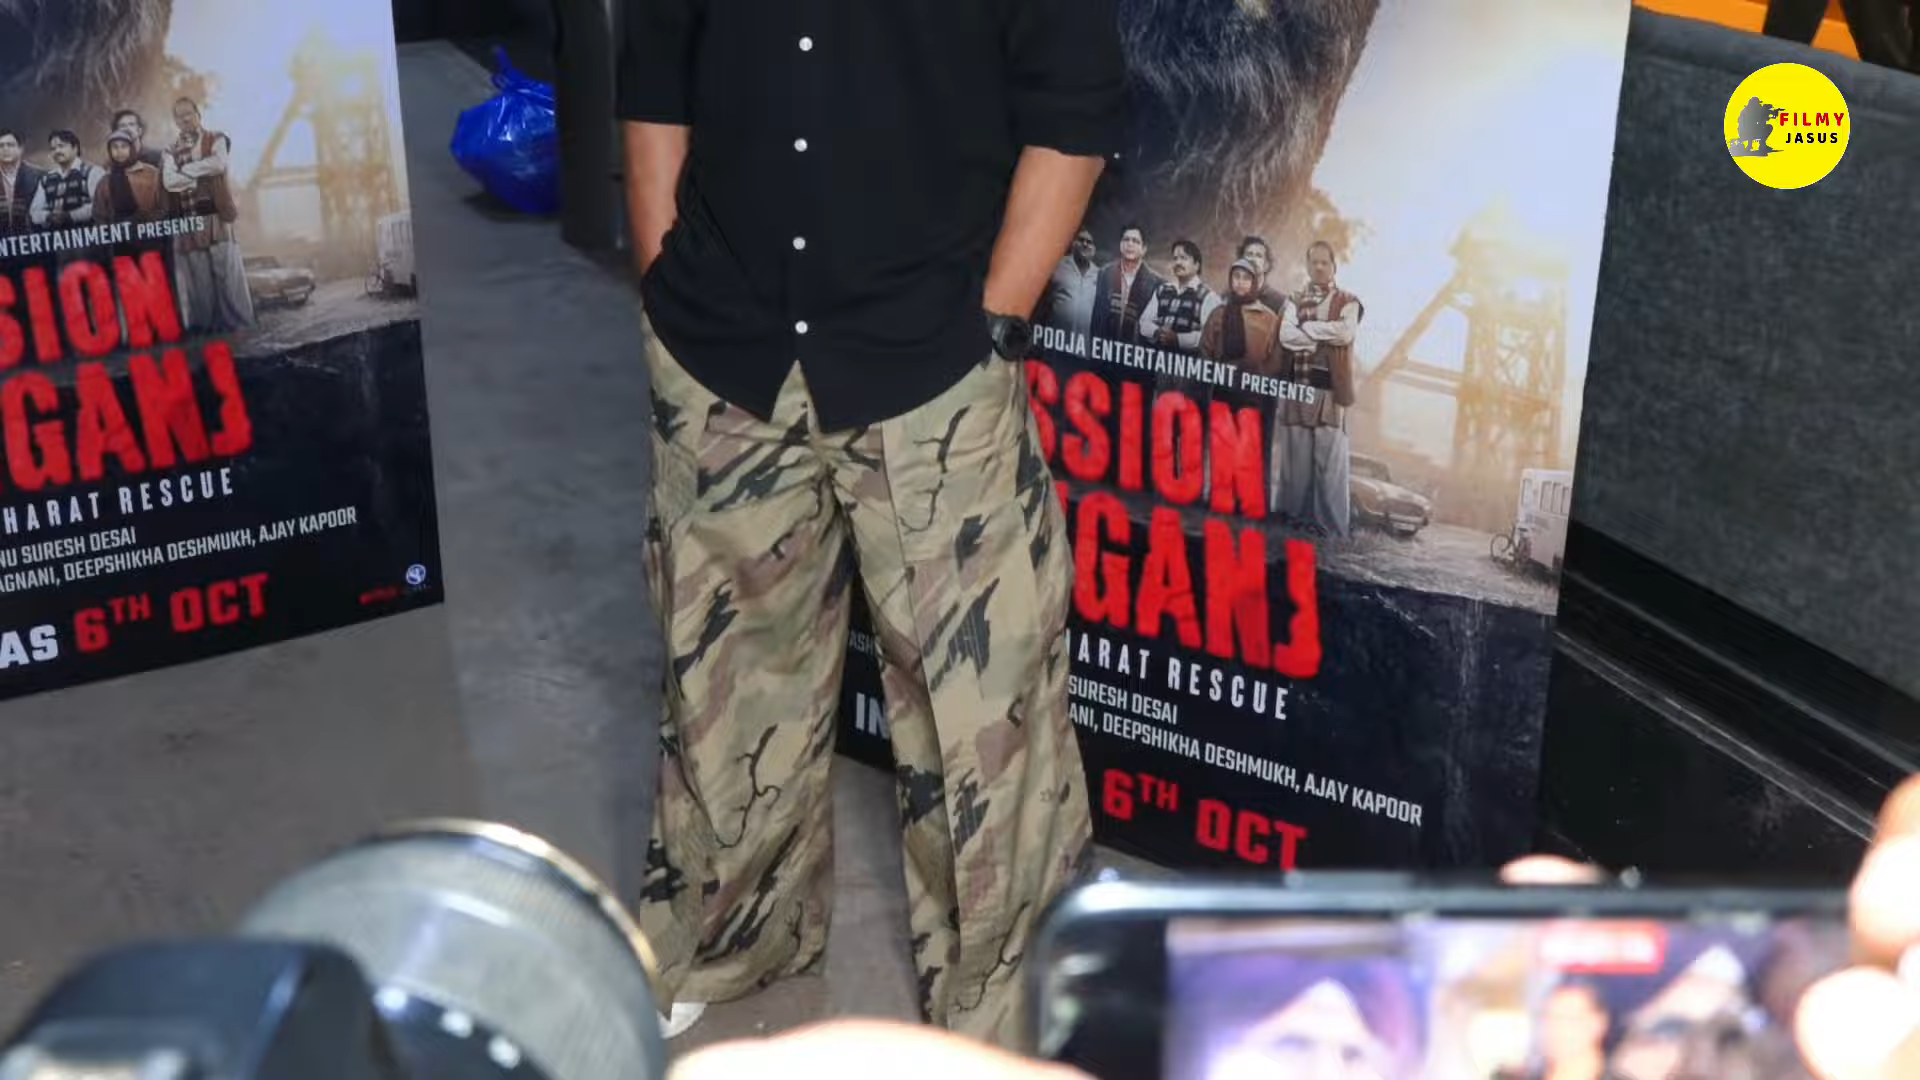 NTERTAINMENT PRESENTS
SSION
GANJ
HARAT RESCUE
NU SURESH DESAI
AGNANI, DEEPSHIKHA DESHMUKH, AJAY KAPOOR
AS 6TH OCT
POOJA ENTERTAINMENT PRESENTS
SSION
GANJ
HARAT RESCUE
SURESH DESAI
ANI, DEEPSHIKHA DESHMUKH, AJAY KAPOOR
IN
6TH OCT
FILMY
JASUS